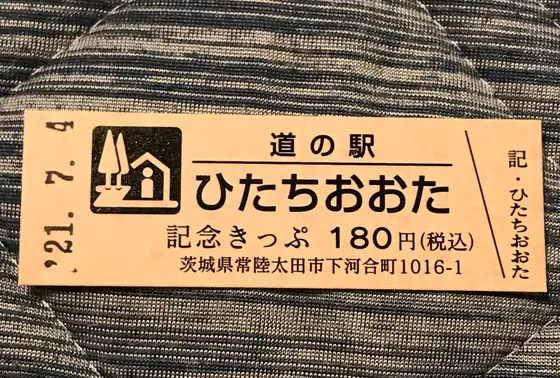 '21. 7. 4
道の駅
ひたちおおた
記念きっぷ 180円(税込)
茨城県常陸太田市下河合町1016-1
記・ひたちおおた